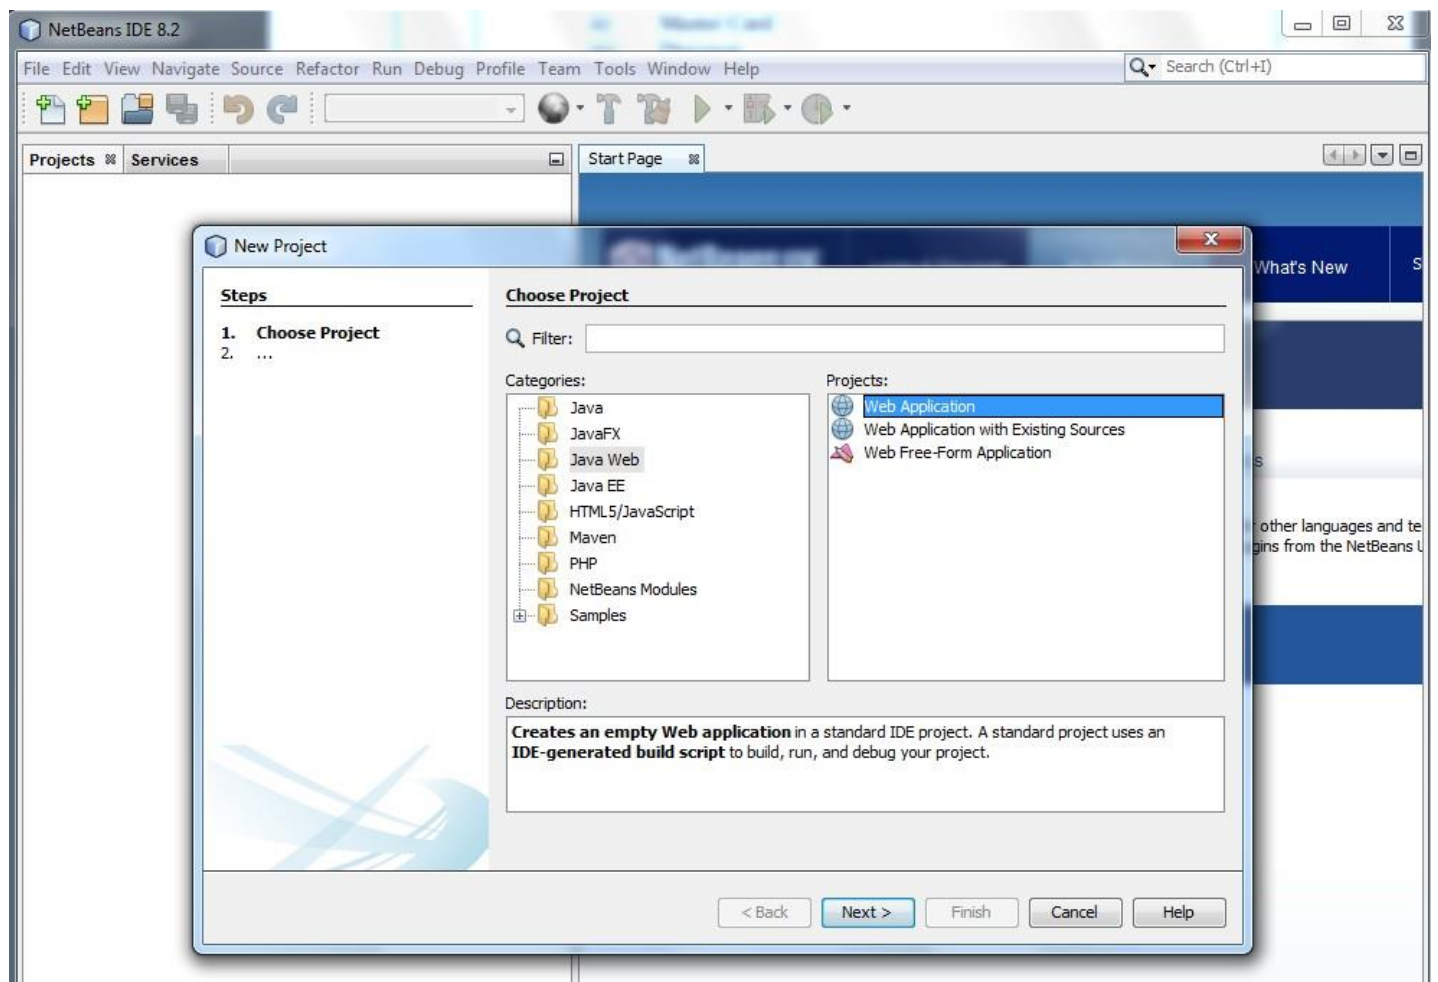 NetBeans IDE 8.2
File Edit View Navigate Source Refactor Run Debug Profile Team Tools Window Help
Search (Ctrl+I)
Projects Services
Start Page
New Project
What's New
S
Steps
1. Choose Project
2. ...
Choose Project
Filter:
Categories:
Java
JavaFX
Java Web
Java EE
HTML5/JavaScript
Maven
PHP
NetBeans Modules
Samples
Projects:
Web Application
Web Application with Existing Sources
Web Free-Form Application
s
other languages and te
gins from the NetBeans U
Description:
Creates an empty Web application in a standard IDE project. A standard project uses an
IDE-generated build script to build, run, and debug your project.
< Back Next > Finish Cancel Help